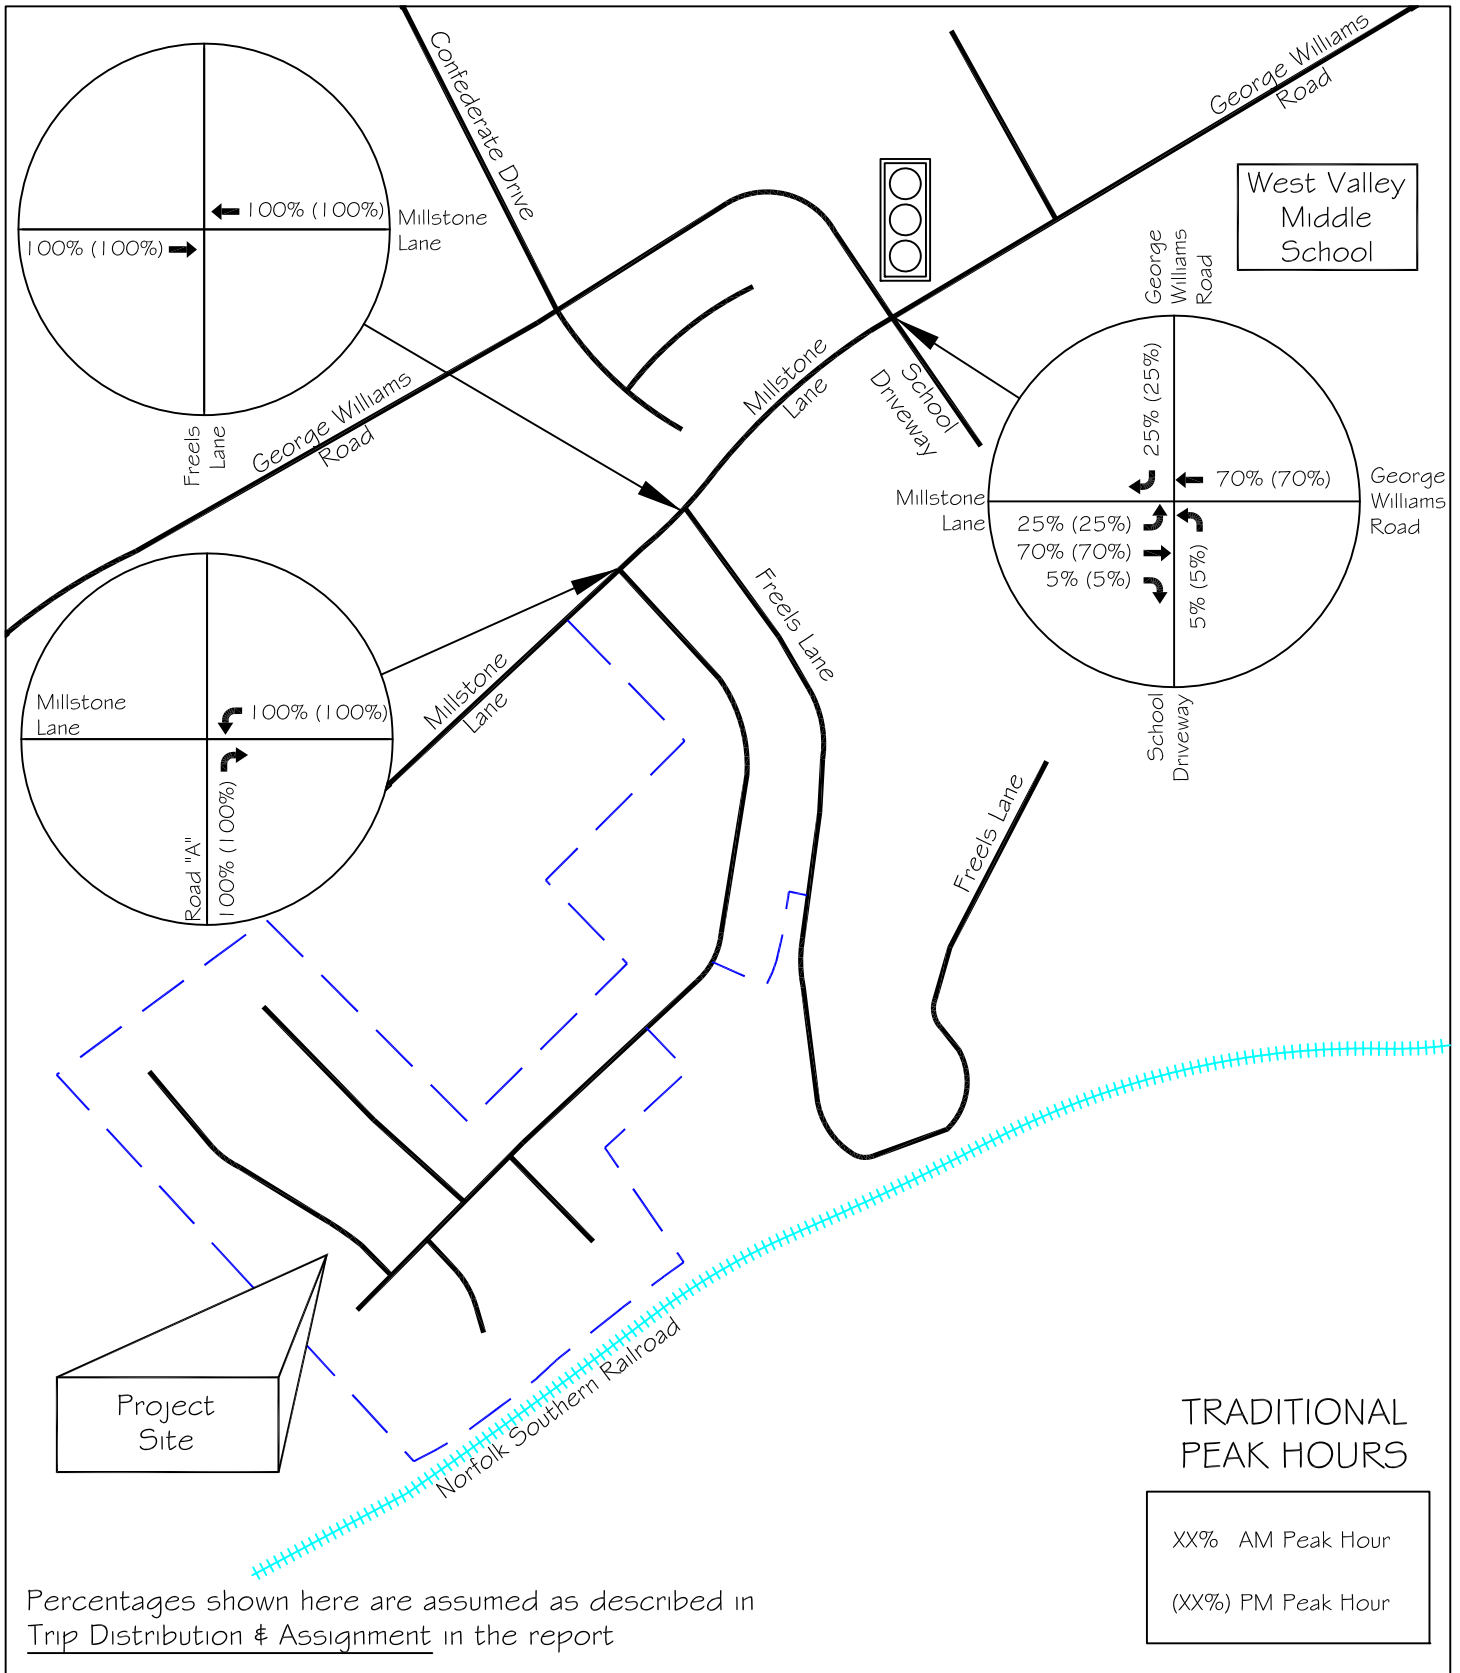 Confederate Drive
George Williams
Road
West Valley
Middle
School
100% (100%)
Millstone
Lane
100% (100%)
Freels
Lane
George Williams
Road
Millstone
Lane
School
Driveway
George
Williams
Road
25% (25%)
70% (70%)
Millstone
Lane
George
Williams
Road
25% (25%)
70% (70%)
5% (5%)
5% (5%)
School
Driveway
Freels Lane
Millstone
Lane
Millstone
Lane
100% (100%)
Road "A"
100% (100%)
Freels Lane
Norfolk Southern Railroad
Project
Site
TRADITIONAL
PEAK HOURS
XX% AM Peak Hour
(XX%) PM Peak Hour
Percentages shown here are assumed as described in
Trip Distribution & Assignment in the report